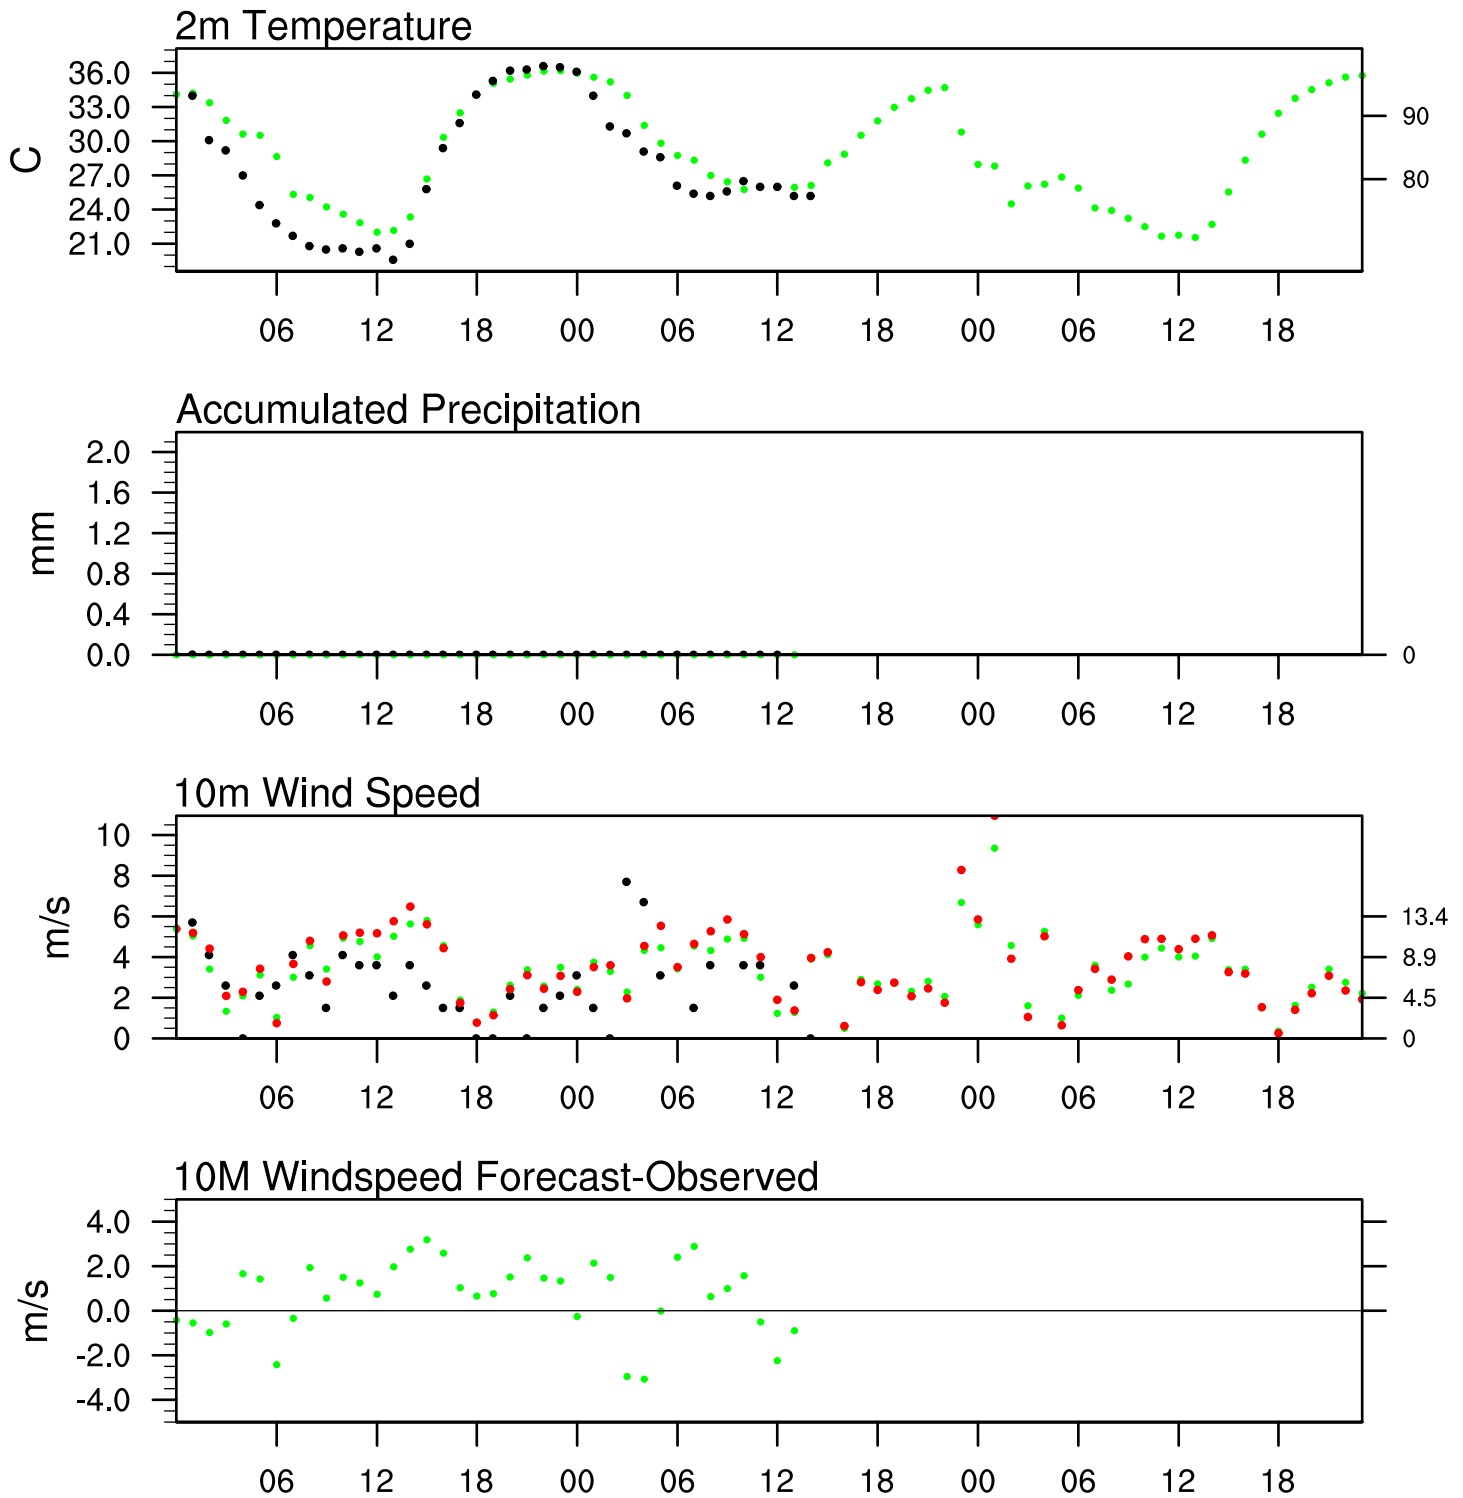 2m Temperature
36.0
33.0
30.0
27.0
24.0
21.0
C
90
80
06 12 18 00 06 12 18 00 06 12 18
Accumulated Precipitation
2.0
1.6
1.2
0.8
0.4
0.0
mm
0
06 12 18 00 06 12 18 00 06 12 18
10m Wind Speed
10
8
6
4
2
0
m/s
13.4
8.9
4.5
0
06 12 18 00 06 12 18 00 06 12 18
10M Windspeed Forecast-Observed
4.0
2.0
0.0
-2.0
-4.0
m/s
06 12 18 00 06 12 18 00 06 12 18